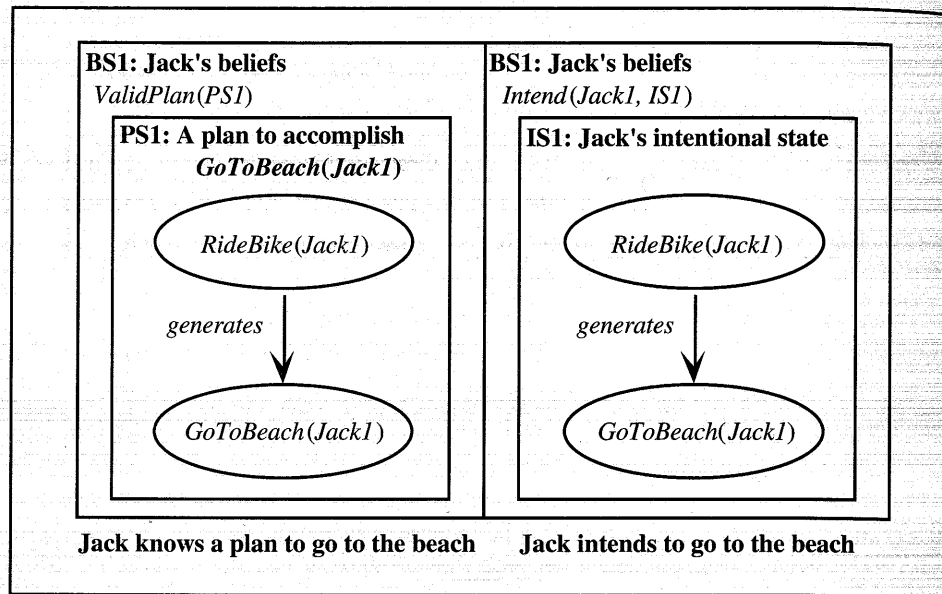 BS1: Jack's beliefs
ValidPlan(PS1)
PS1: A plan to accomplish
GoToBeach(Jack1)
RideBike(Jack1)
generates
GoToBeach(Jack1)
Jack knows a plan to go to the beach
BS1: Jack's beliefs
Intend(Jack1, IS1)
IS1: Jack's intentional state
RideBike(Jack1)
generates
GoToBeach(Jack1)
Jack intends to go to the beach